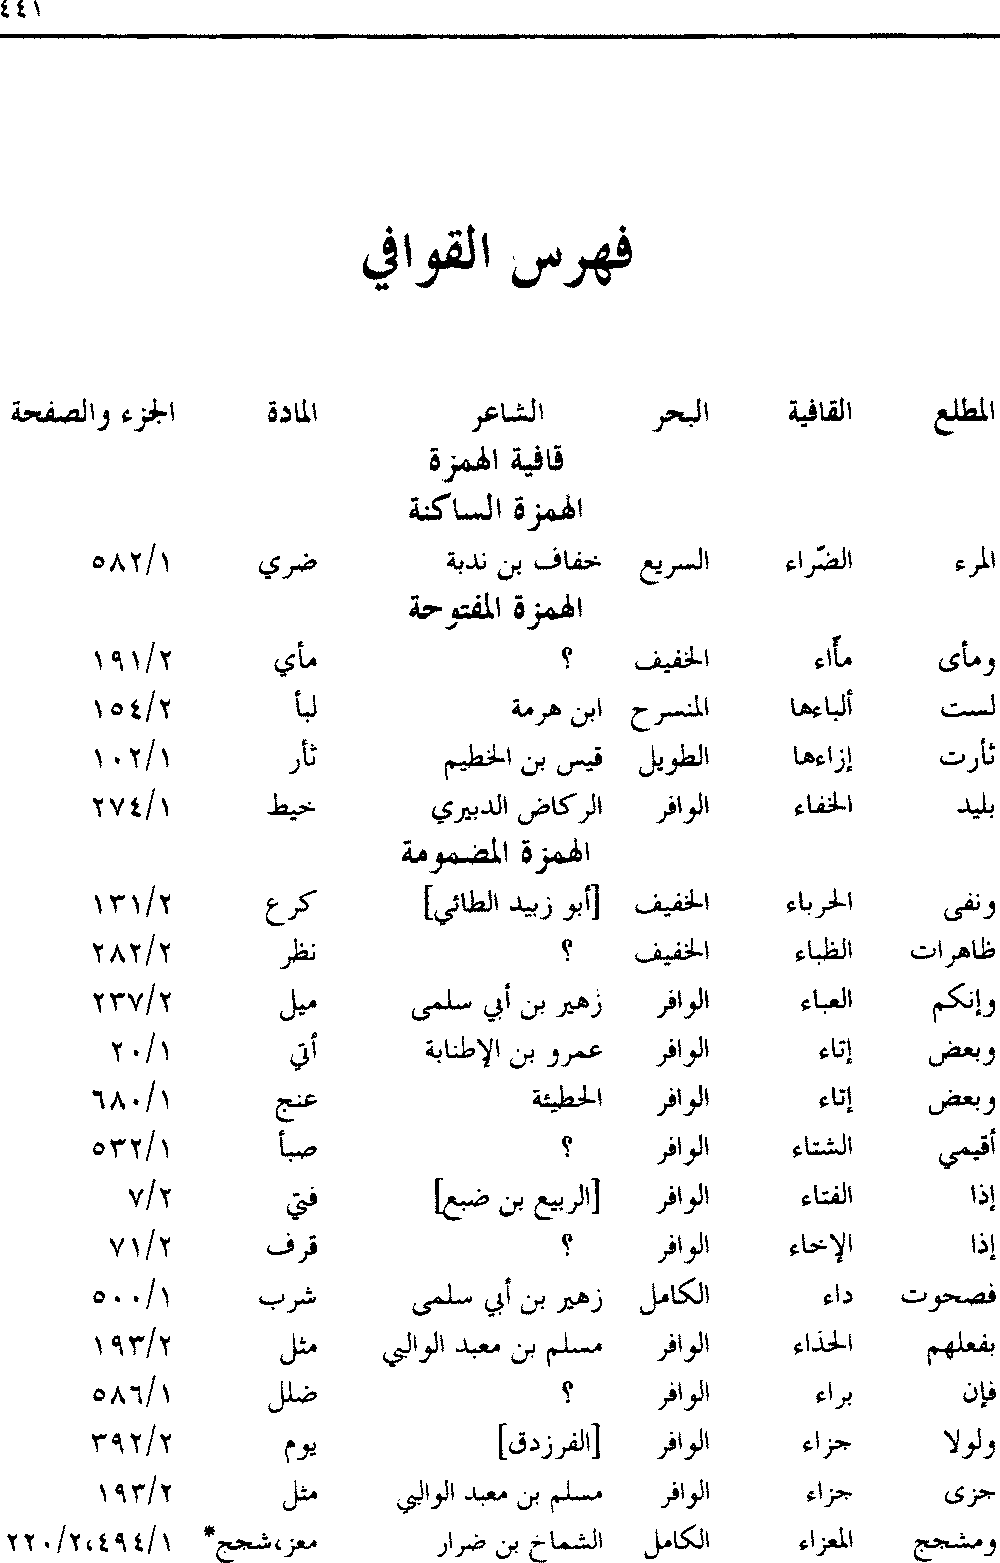 ٤٤١
فهرس القوافي
المطلع القافية البحر الشاعر المادة الجزء والصفحة
قافية الهمزة
الهمزة الساكنة
المرء الضّراء السريع خفاف بن ندبة ضري ٥٨٢/١
الهمزة المفتوحة
ومأى مأّاء الخفيف ؟ مأي ١٩١/٢
لست ألباءها المنسرح ابن هرمة لبأ ١٥٤/٢
ثأرت إزاءها الطويل قيس بن الخطيم ثأر ١٠٢/١
بليد الخفاء الوافر الركاض الدبيري خيط ٢٧٤/١
الهمزة المضمومة
ونفى الحرباء الخفيف [أبو زبيد الطائي] كرع ١٣١/٢
ظاهرات الظباء الخفيف ؟ نظر ٢٨٢/٢
وإنكم العباء الوافر زهير بن أبي سلمى ميل ٢٣٧/٢
وبعض إتاء الوافر عمرو بن الإطنابة أتي ٢٠/١
وبعض إتاء الوافر الحطيئة عنج ٦٨٠/١
أقيمي الشتاء الوافر ؟ صبأ ٥٣٢/١
إذا الفتاء الوافر [الربيع بن ضبع] فتي ٧/٢
إذا الإخاء الوافر ؟ قرف ٧١/٢
فصحوت داء الكامل زهير بن أبي سلمى شرب ٥٠٠/١
بفعلهم الحذاء الوافر مسلم بن معبد الوالبي مثل ١٩٣/٢
فإن براء الوافر ؟ ضلل ٥٨٦/١
ولولا جزاء الوافر [الفرزدق] يوم ٣٩٢/٢
جزى جزاء الوافر مسلم بن معبد الوالبي مثل ١٩٣/٢
ومشجج المعزاء الكامل الشماخ بن ضرار معز،شجج* ٢٢٠/٢،٤٩٤/١